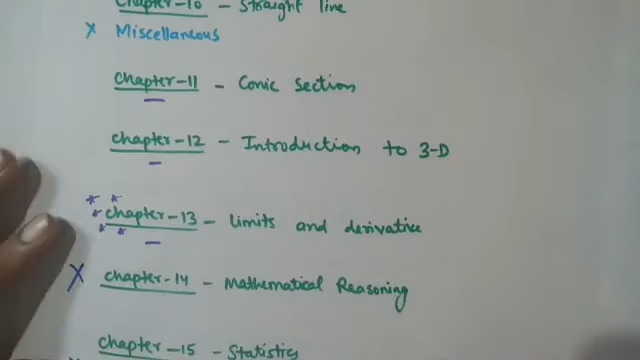 Chapter-10 - Straight line
X Miscellaneous
Chapter-11 - Conic section
Chapter-12 - Introduction to 3-D
chapter-13 - limits and derivative
X chapter-14 - Mathematical Reasoning
chapter-15 - Statistics